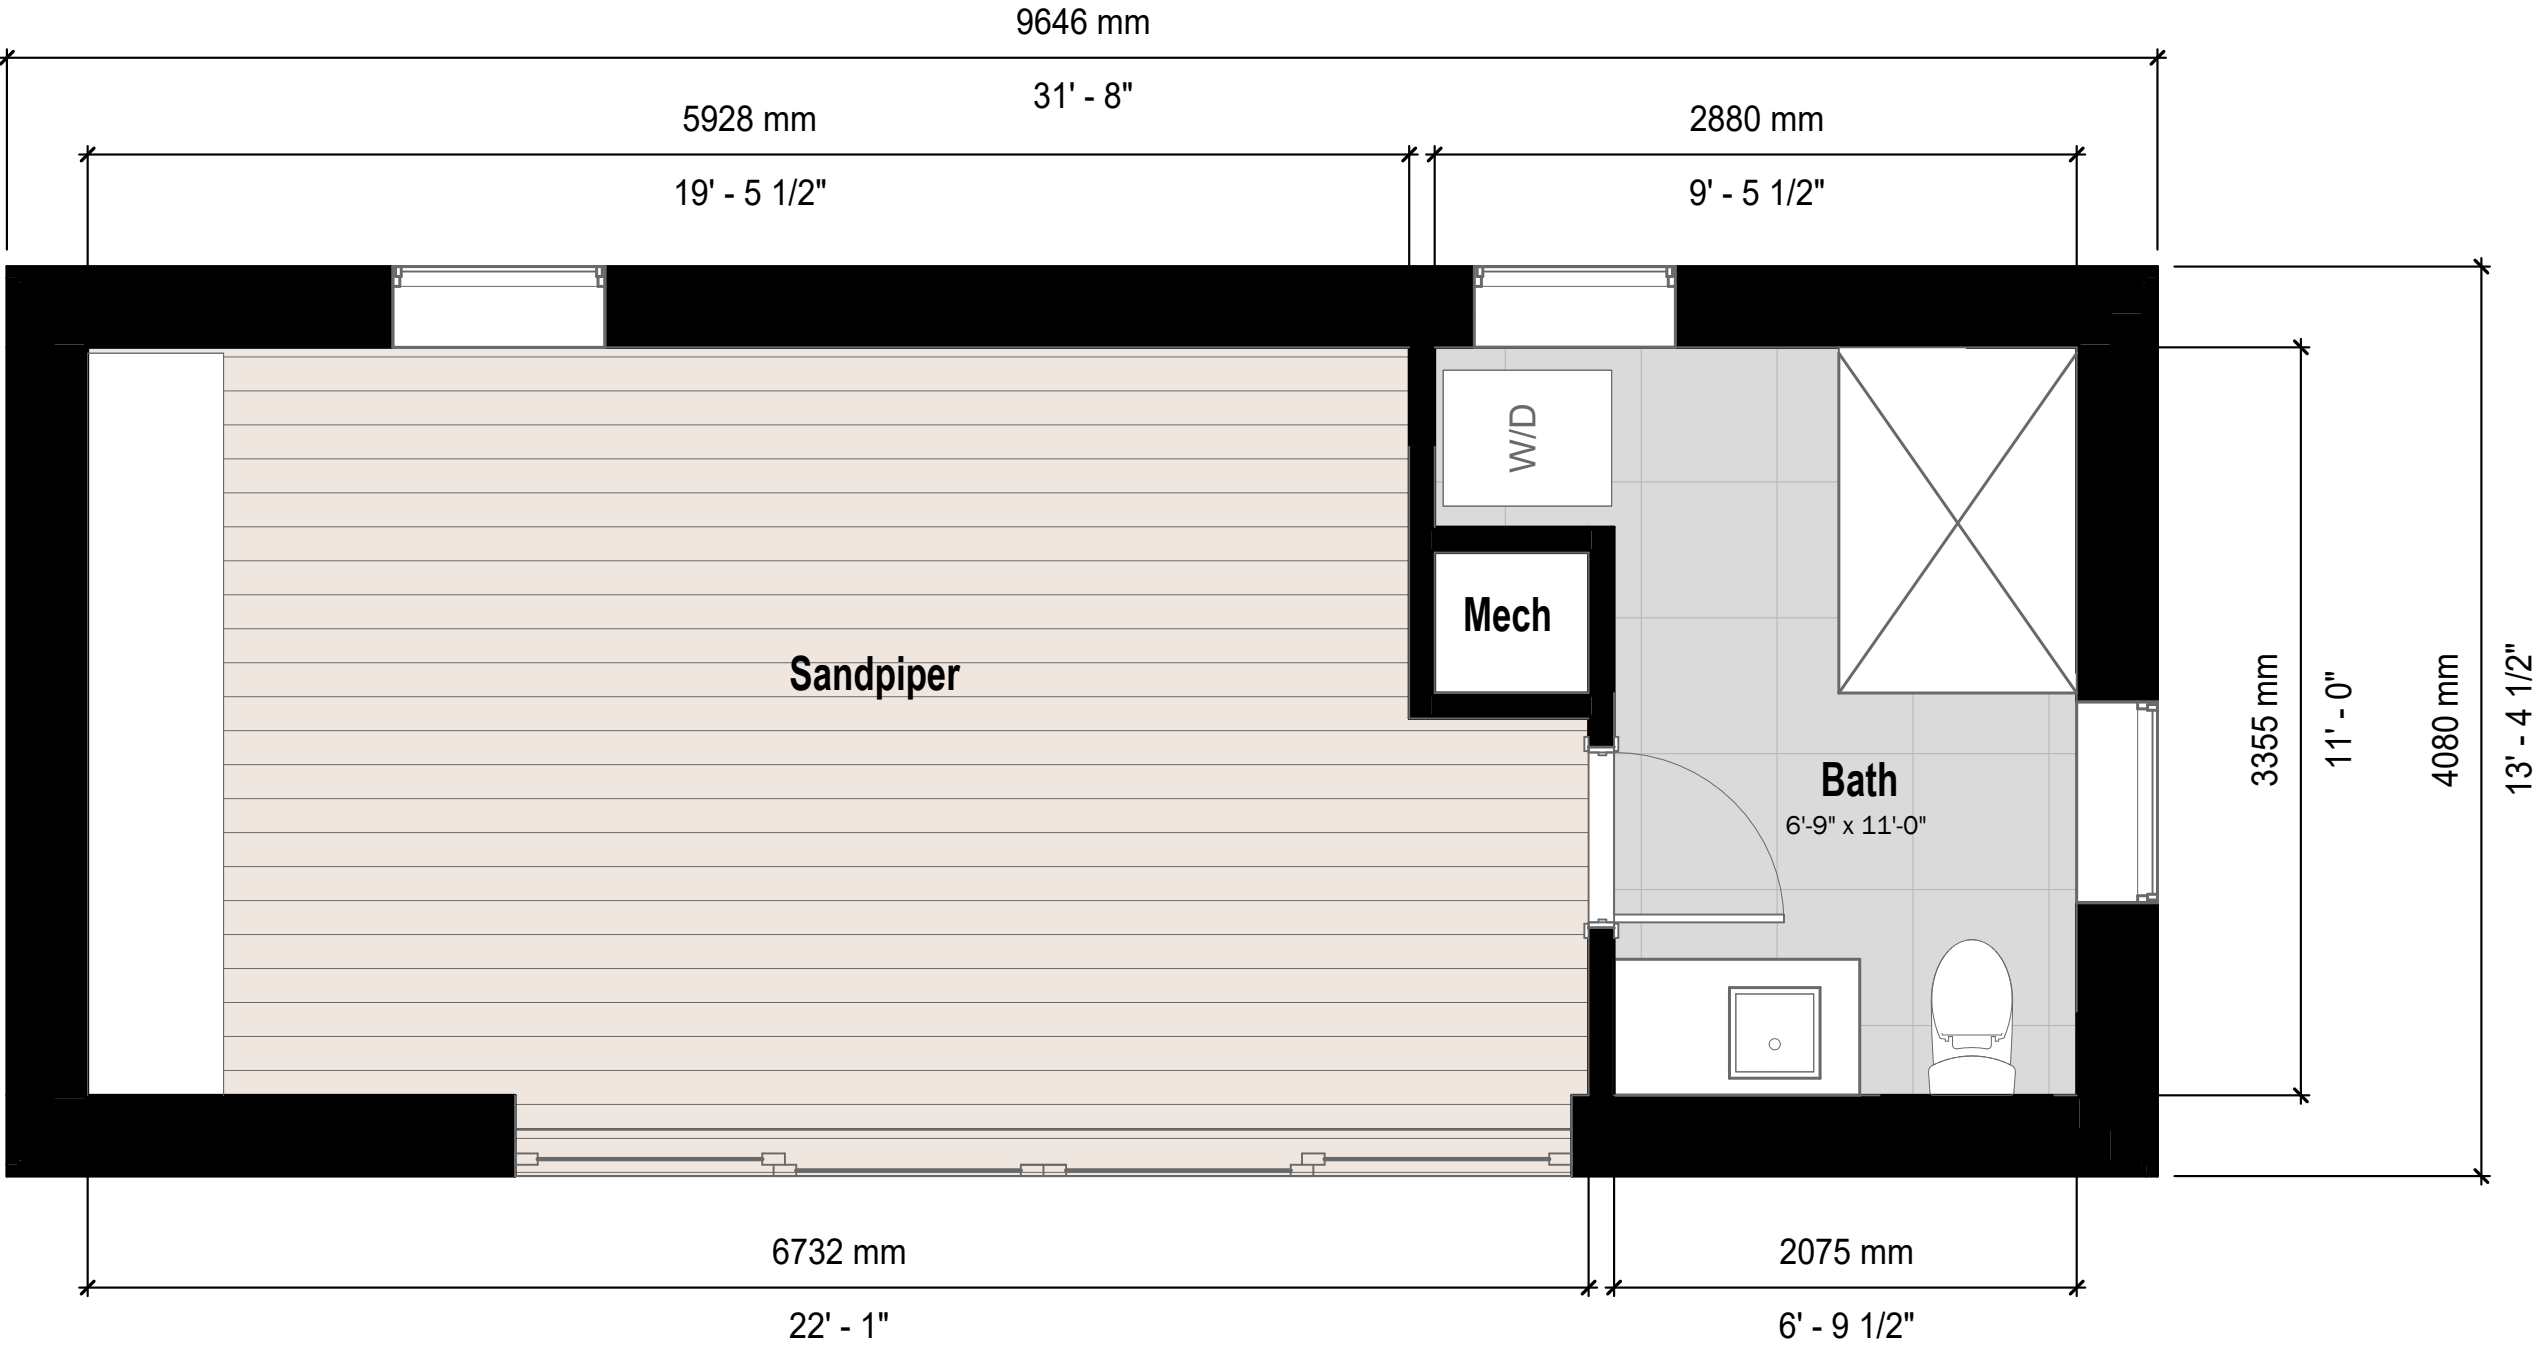 9646 mm
31' - 8"
5928 mm
2880 mm
19' - 5 1/2"
9' - 5 1/2"
W/D
Mech
Sandpiper
Bath
6'-9" x 11'-0"
3355 mm
11' - 0"
4080 mm
13' - 4 1/2"
6732 mm
2075 mm
22' - 1"
6' - 9 1/2"